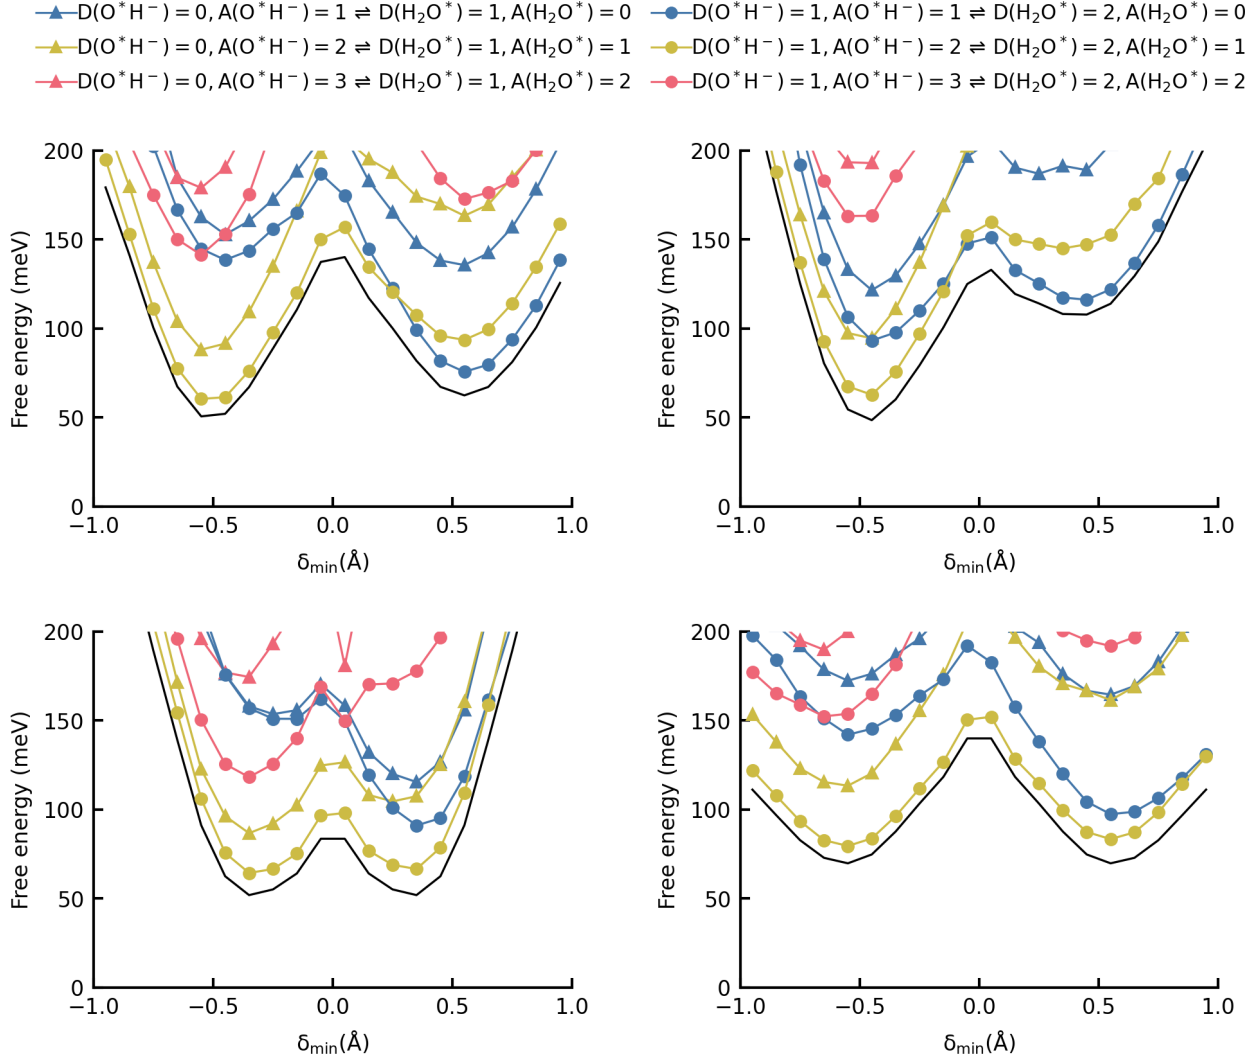 D(O*H⁻) = 0, A(O*H⁻) = 1 ⇌ D(H₂O*) = 1, A(H₂O*) = 0
D(O*H⁻) = 0, A(O*H⁻) = 2 ⇌ D(H₂O*) = 1, A(H₂O*) = 1
D(O*H⁻) = 0, A(O*H⁻) = 3 ⇌ D(H₂O*) = 1, A(H₂O*) = 2
D(O*H⁻) = 1, A(O*H⁻) = 1 ⇌ D(H₂O*) = 2, A(H₂O*) = 0
D(O*H⁻) = 1, A(O*H⁻) = 2 ⇌ D(H₂O*) = 2, A(H₂O*) = 1
D(O*H⁻) = 1, A(O*H⁻) = 3 ⇌ D(H₂O*) = 2, A(H₂O*) = 2
Free energy (meV)
200
150
100
50
0
−1.0 −0.5 0.0 0.5 1.0
δmin(Å)
Free energy (meV)
200
150
100
50
0
−1.0 −0.5 0.0 0.5 1.0
δmin(Å)
Free energy (meV)
200
150
100
50
0
−1.0 −0.5 0.0 0.5 1.0
δmin(Å)
Free energy (meV)
200
150
100
50
0
−1.0 −0.5 0.0 0.5 1.0
δmin(Å)